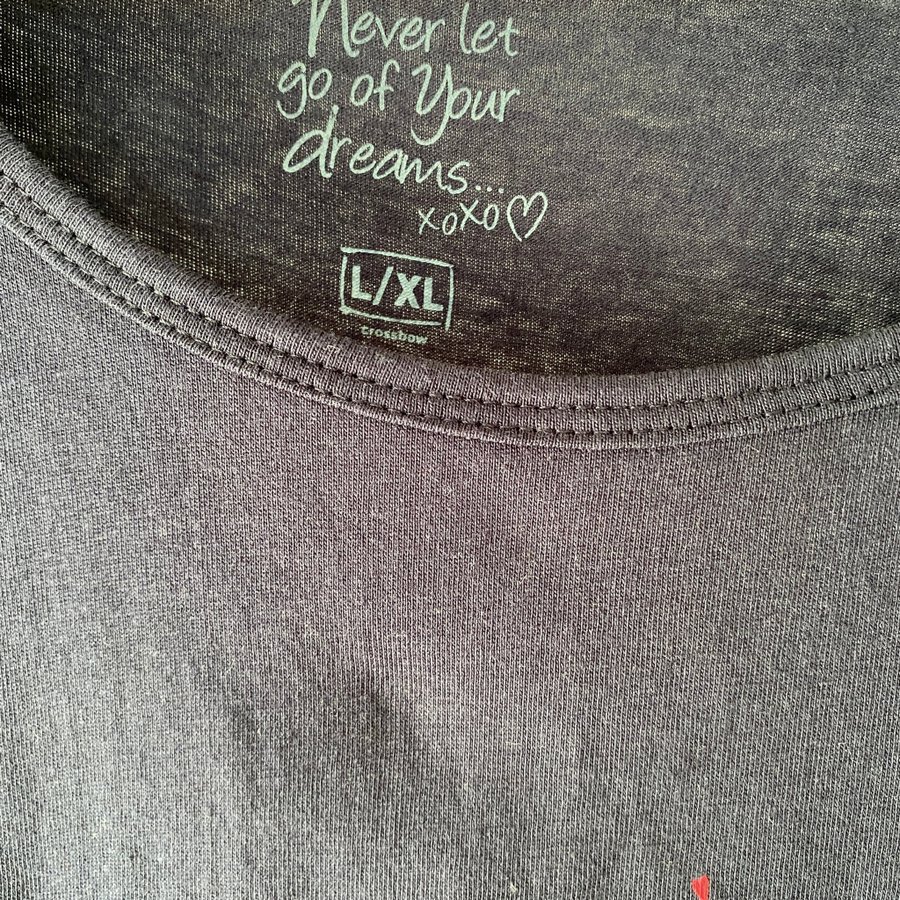 Never let
go of Your
dreams...
xoxo♡
L/XL
Crossbow